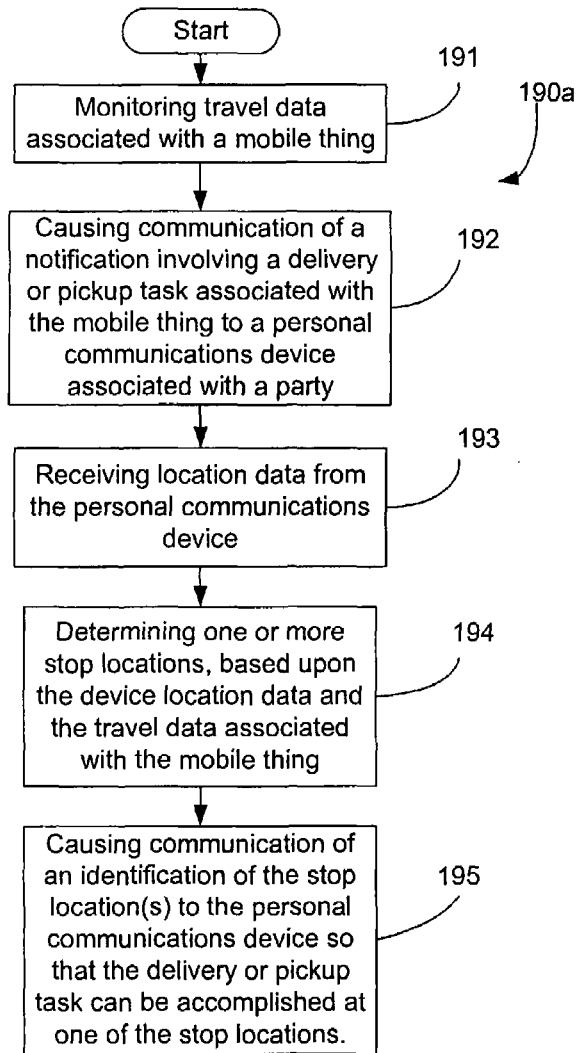 Start
191
190a
Monitoring travel data
associated with a mobile thing
192
Causing communication of a
notification involving a delivery
or pickup task associated with
the mobile thing to a personal
communications device
associated with a party
193
Receiving location data from
the personal communications
device
194
Determining one or more
stop locations, based upon
the device location data and
the travel data associated
with the mobile thing
195
Causing communication of
an identification of the stop
location(s) to the personal
communications device so
that the delivery or pickup
task can be accomplished at
one of the stop locations.